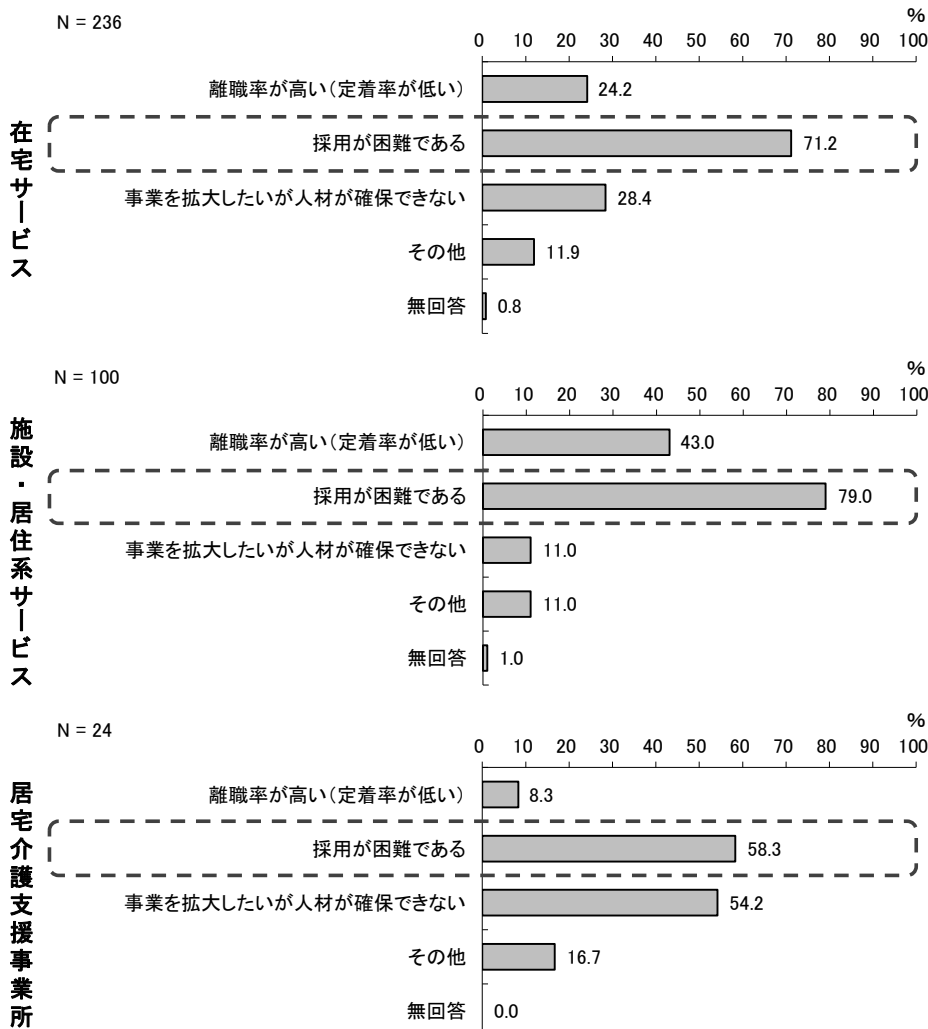 N = 236
%
0 10 20 30 40 50 60 70 80 90 100
在宅サービス
離職率が高い（定着率が低い） 24.2
採用が困難である 71.2
事業を拡大したいが人材が確保できない 28.4
その他 11.9
無回答 0.8
N = 100
%
0 10 20 30 40 50 60 70 80 90 100
施設・居住系サービス
離職率が高い（定着率が低い） 43.0
採用が困難である 79.0
事業を拡大したいが人材が確保できない 11.0
その他 11.0
無回答 1.0
N = 24
%
0 10 20 30 40 50 60 70 80 90 100
居宅介護支援事業所
離職率が高い（定着率が低い） 8.3
採用が困難である 58.3
事業を拡大したいが人材が確保できない 54.2
その他 16.7
無回答 0.0